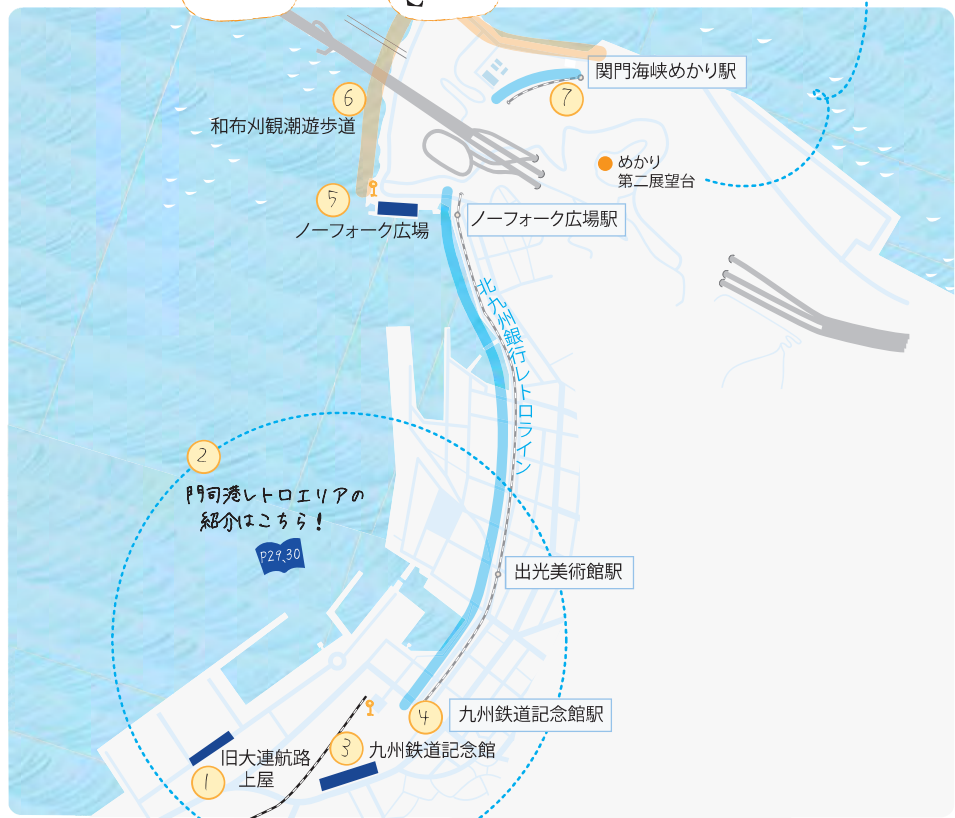 関門海峡めかり駅
6
7
和布刈観潮遊歩道
めかり
第二展望台
5
ノーフォーク広場
ノーフォーク広場駅
北九州銀行レトロライン
2
門司港レトロエリアの
紹介はこちら！
P29、30
出光美術館駅
4
九州鉄道記念館駅
3
九州鉄道記念館
旧大連航路
上屋
1